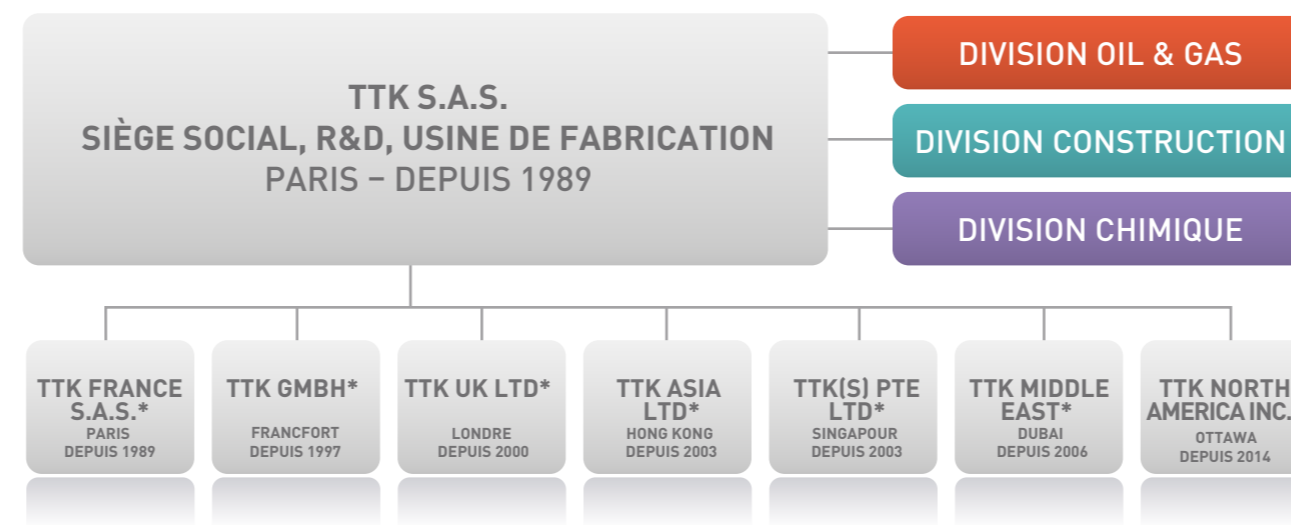 TTK S.A.S.
SIÈGE SOCIAL, R&D, USINE DE FABRICATION
PARIS – DEPUIS 1989
DIVISION OIL & GAS
DIVISION CONSTRUCTION
DIVISION CHIMIQUE
TTK FRANCE
S.A.S.*
PARIS
DEPUIS 1989
TTK GMBH*
FRANCFORT
DEPUIS 1997
TTK UK LTD*
LONDRE
DEPUIS 2000
TTK ASIA
LTD*
HONG KONG
DEPUIS 2003
TTK(S) PTE
LTD*
SINGAPOUR
DEPUIS 2003
TTK MIDDLE
EAST*
DUBAI
DEPUIS 2006
TTK NORTH
AMERICA INC.
OTTAWA
DEPUIS 2014